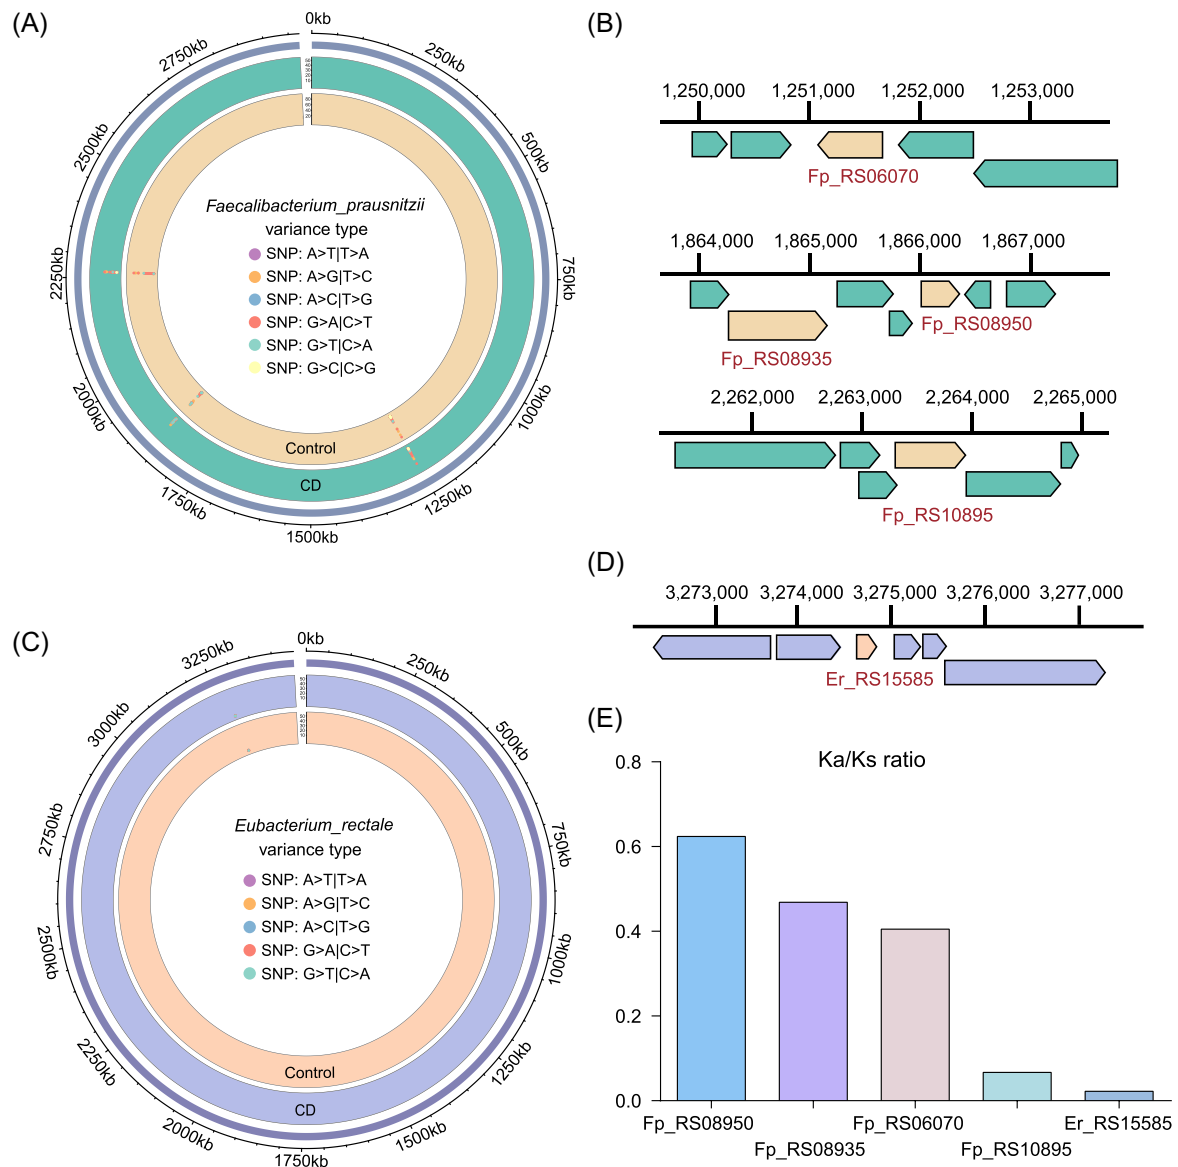 (A)
0kb
250kb
500kb
750kb
1000kb
1250kb
1500kb
1750kb
2000kb
2250kb
2500kb
2750kb
Faecalibacterium_prausnitzii
variance type
SNP: A>T|T>A
SNP: A>G|T>C
SNP: A>C|T>G
SNP: G>A|C>T
SNP: G>T|C>A
SNP: G>C|C>G
Control
CD
(B)
1,250,000 1,251,000 1,252,000 1,253,000
Fp_RS06070
1,864,000 1,865,000 1,866,000 1,867,000
Fp_RS08950
Fp_RS08935
2,262,000 2,263,000 2,264,000 2,265,000
Fp_RS10895
(C)
0kb
250kb
500kb
750kb
1000kb
1250kb
1500kb
1750kb
2000kb
2250kb
2500kb
2750kb
3000kb
3250kb
Eubacterium_rectale
variance type
SNP: A>T|T>A
SNP: A>G|T>C
SNP: A>C|T>G
SNP: G>A|C>T
SNP: G>T|C>A
Control
CD
(D)
3,273,000 3,274,000 3,275,000 3,276,000 3,277,000
Er_RS15585
(E)
Ka/Ks ratio
0.8
0.6
0.4
0.2
0.0
Fp_RS08950
Fp_RS08935
Fp_RS06070
Fp_RS10895
Er_RS15585